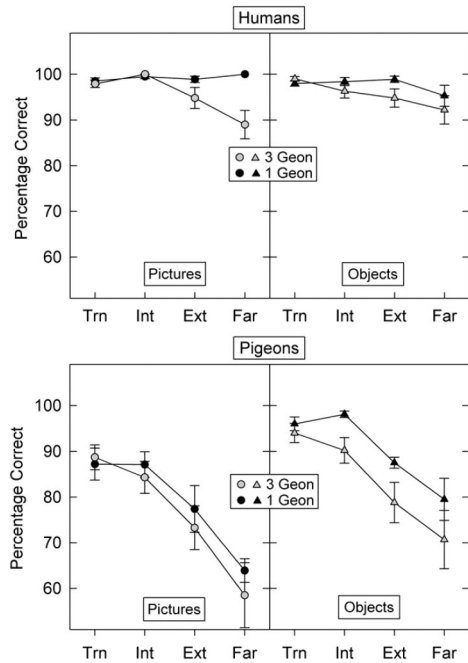 Humans
Percentage Correct
100
90
80
70
60
3 Geon
1 Geon
Pictures
Objects
Trn Int Ext Far Trn Int Ext Far
Pigeons
Percentage Correct
100
90
80
70
60
3 Geon
1 Geon
Pictures
Objects
Trn Int Ext Far Trn Int Ext Far